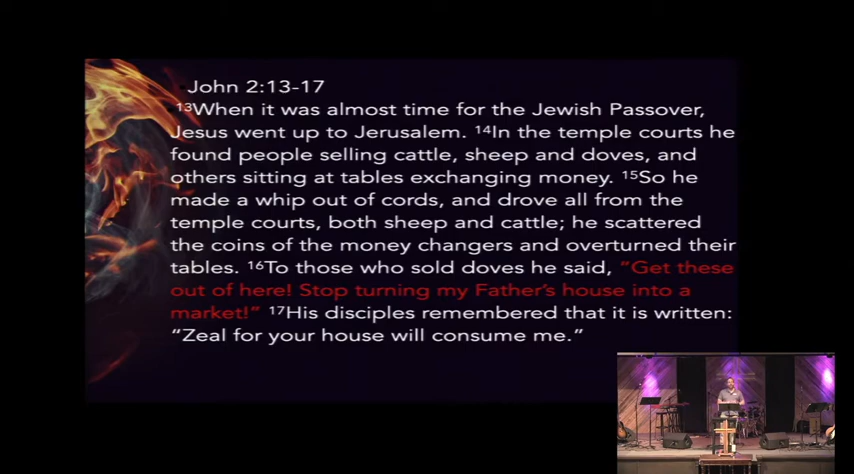 John 2:13-17
13When it was almost time for the Jewish Passover,
Jesus went up to Jerusalem. 14In the temple courts he
found people selling cattle, sheep and doves, and
others sitting at tables exchanging money. 15So he
made a whip out of cords, and drove all from the
temple courts, both sheep and cattle; he scattered
the coins of the money changers and overturned their
tables. 16To those who sold doves he said, “Get these
out of here! Stop turning my Father’s house into a
market!” 17His disciples remembered that it is written:
“Zeal for your house will consume me.”